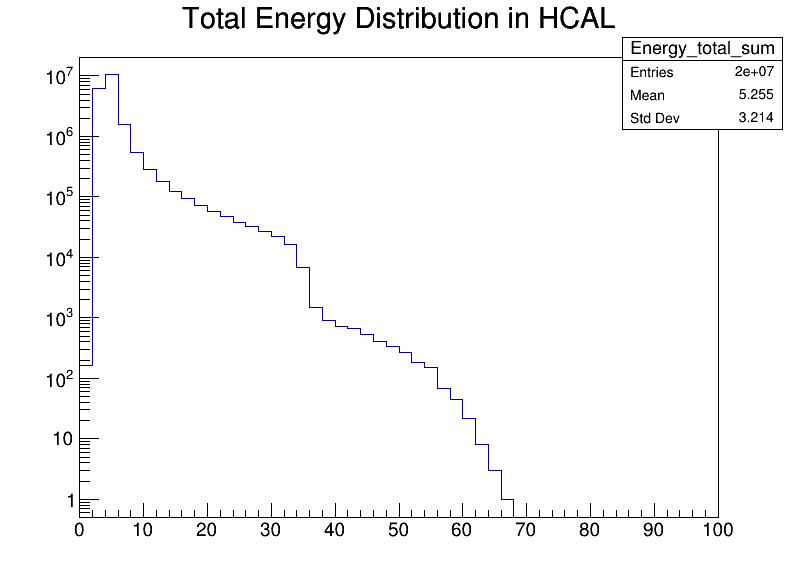 Total Energy Distribution in HCAL
Energy_total_sum
Entries 2e+07
Mean 5.255
Std Dev 3.214
10^7
10^6
10^5
10^4
10^3
10^2
10
1
0 10 20 30 40 50 60 70 80 90 100